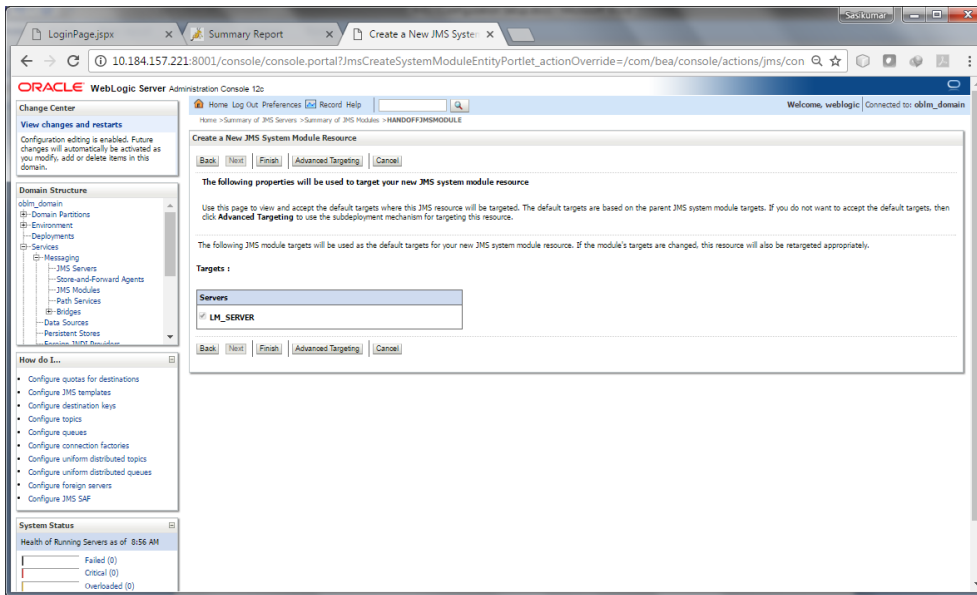 Sasikumar
LoginPage.jspx
Summary Report
Create a New JMS System
10.184.157.221:8001/console/console.portal?JmsCreateSystemModuleEntityPortlet_actionOverride=/com/bea/console/actions/jms/con
ORACLE WebLogic Server Administration Console 12c
Change Center
View changes and restarts
Configuration editing is enabled. Future
changes will automatically be activated as
you modify, add or delete items in this
domain.
Domain Structure
oblm_domain
Domain Partitions
Environment
Deployments
Services
Messaging
JMS Servers
Store-and-Forward Agents
JMS Modules
Path Services
Bridges
Data Sources
Persistent Stores
Foreign JNDI Providers
How do I...
Configure quotas for destinations
Configure JMS templates
Configure destination keys
Configure topics
Configure queues
Configure connection factories
Configure uniform distributed topics
Configure uniform distributed queues
Configure foreign servers
Configure JMS SAF
System Status
Health of Running Servers as of 8:56 AM
Failed (0)
Critical (0)
Overloaded (0)
Home Log Out Preferences Record Help
Welcome, weblogic Connected to: oblm_domain
Home >Summary of JMS Servers >Summary of JMS Modules >HANDOFFJMSMODULE
Create a New JMS System Module Resource
Back Next Finish Advanced Targeting Cancel
The following properties will be used to target your new JMS system module resource
Use this page to view and accept the default targets where this JMS resource will be targeted. The default targets are based on the parent JMS system module targets. If you do not want to accept the default targets, then
click Advanced Targeting to use the subdeployment mechanism for targeting this resource.
The following JMS module targets will be used as the default targets for your new JMS system module resource. If the module's targets are changed, this resource will also be retargeted appropriately.
Targets :
Servers
LM_SERVER
Back Next Finish Advanced Targeting Cancel